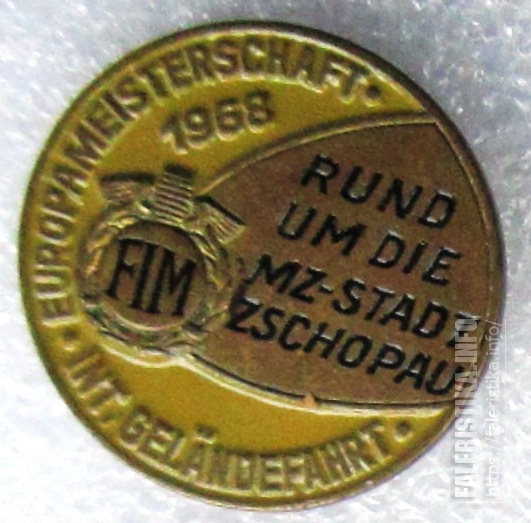 · EUROPAMEISTERSCHAFT ·
1968
RUND
UM DIE
MZ-STADT
ZSCHOPAU
FIM
INT. GELÄNDEFAHRT ·
FALERISTIKA.INFO
https://faleristika.info/